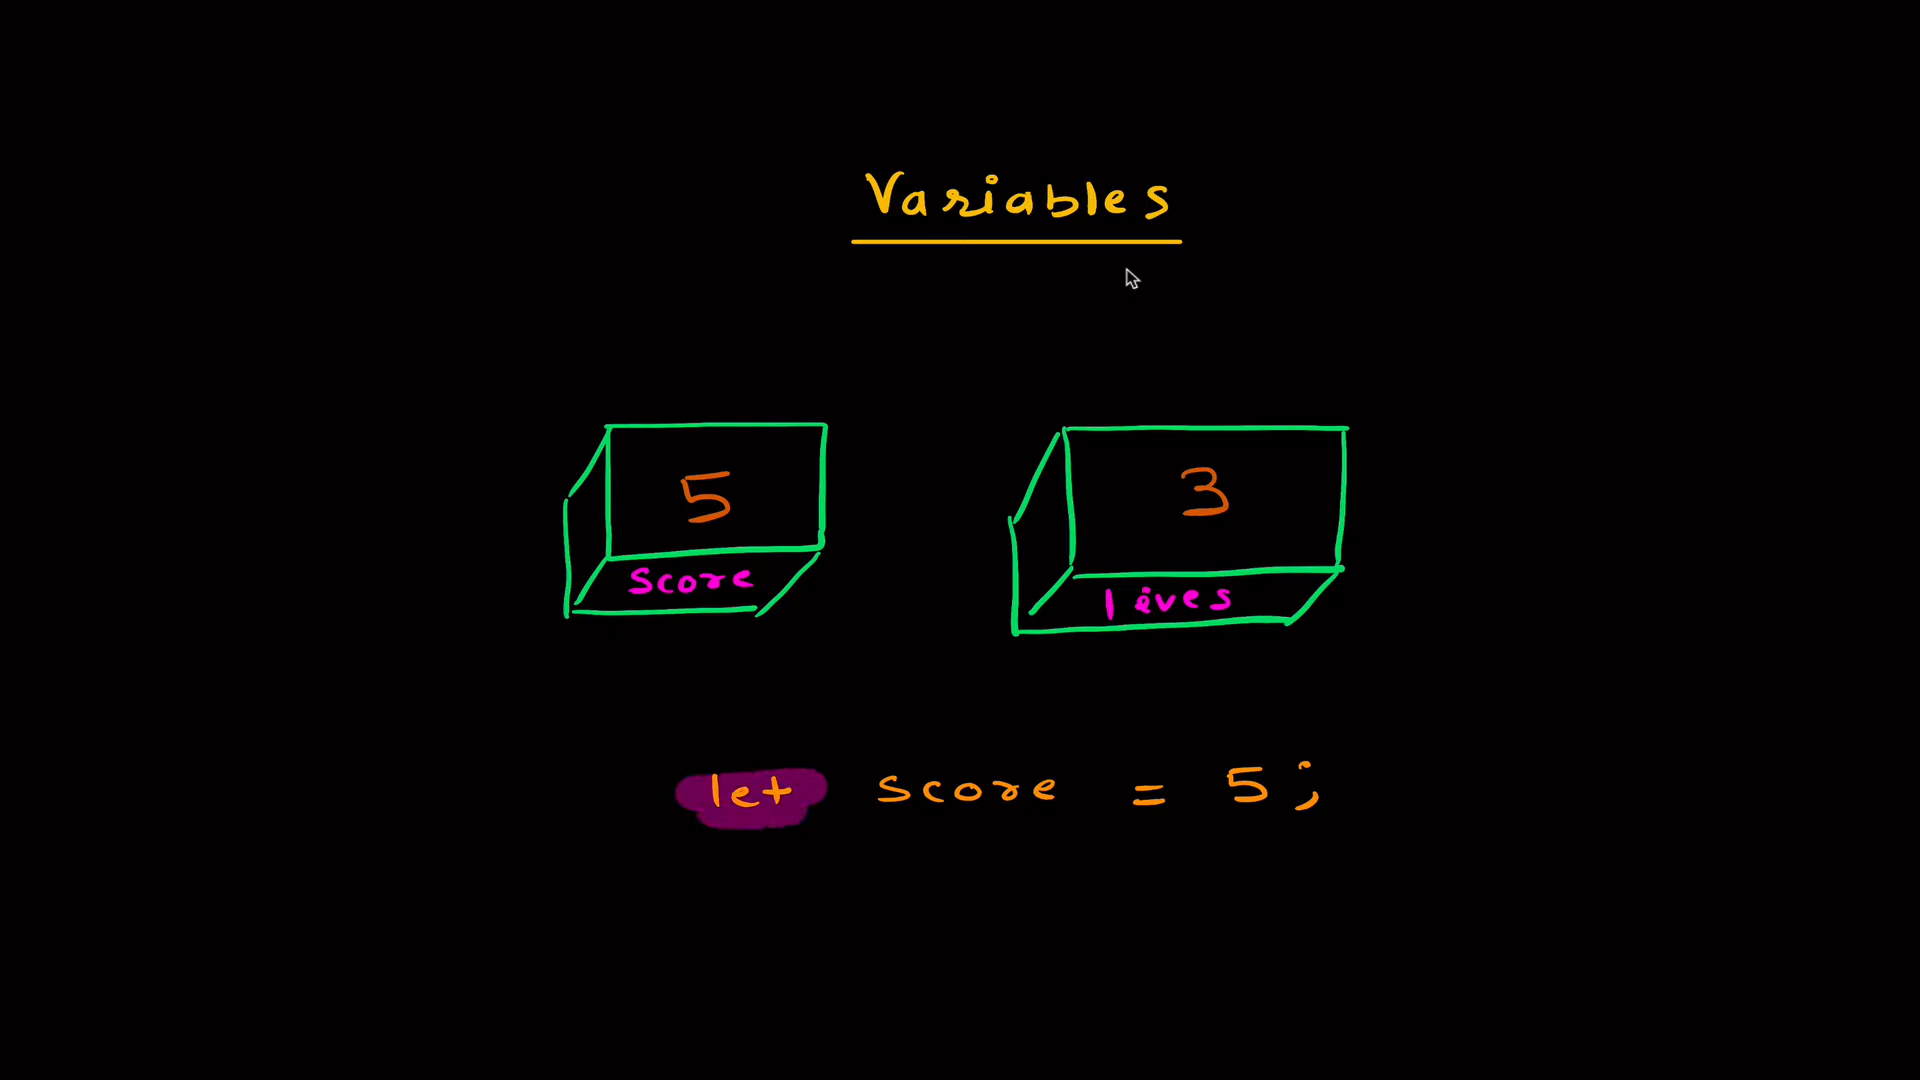 Variables
5
3
Score
lives
let score = 5;